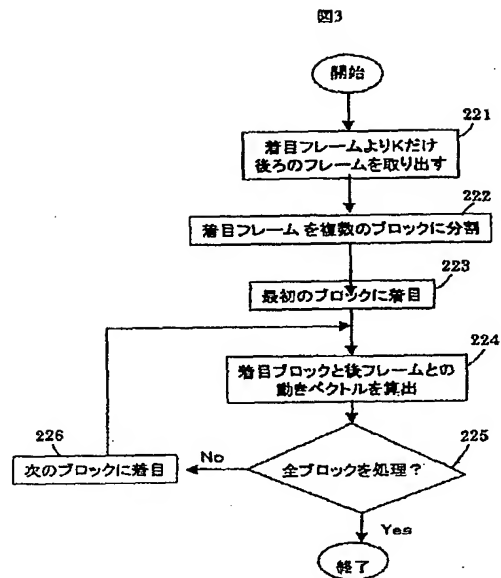 図3
開始
221
着目フレームよりKだけ
後ろのフレームを取り出す
222
着目フレームを複数のブロックに分割
223
最初のブロックに着目
224
着目ブロックと後フレームとの
動きベクトルを算出
225
全ブロックを処理?
No
226
次のブロックに着目
Yes
終了